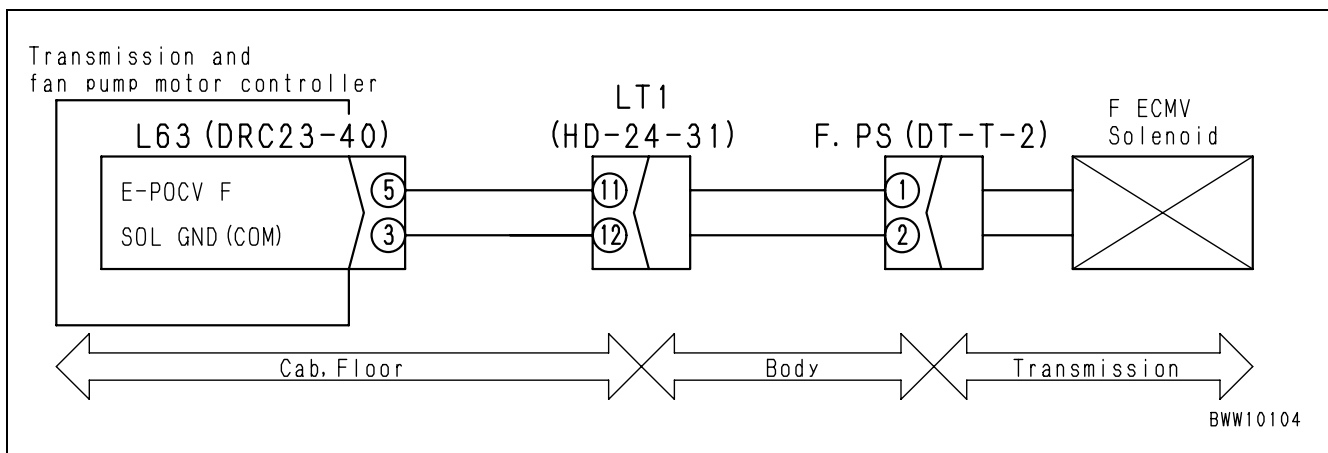 Transmission and
fan pump motor controller
L63 (DRC23-40)
LT1
(HD-24-31)
F. PS (DT-T-2)
F ECMV
Solenoid
E-POCV F
5
11
1
SOL GND (COM)
3
12
2
Cab, Floor
Body
Transmission
BWW10104